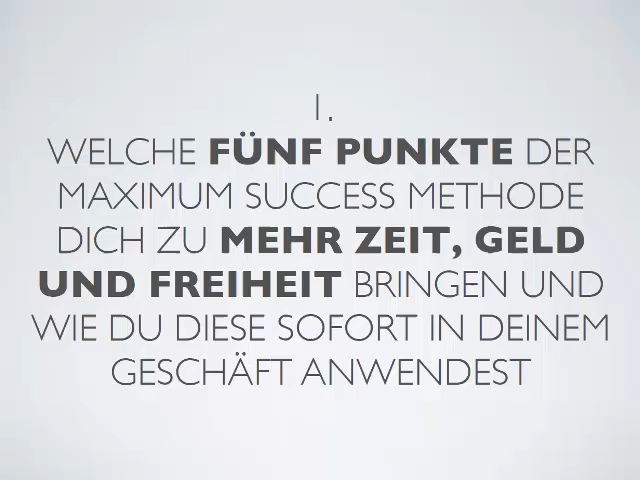 1.
WELCHE FÜNF PUNKTE DER
MAXIMUM SUCCESS METHODE
DICH ZU MEHR ZEIT, GELD
UND FREIHEIT BRINGEN UND
WIE DU DIESE SOFORT IN DEINEM
GESCHÄFT ANWENDEST